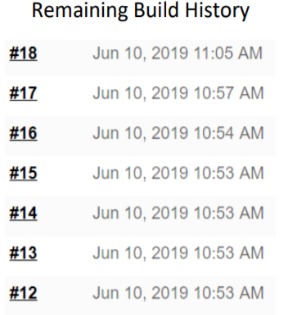 Remaining Build History
#18 Jun 10, 2019 11:05 AM
#17 Jun 10, 2019 10:57 AM
#16 Jun 10, 2019 10:54 AM
#15 Jun 10, 2019 10:53 AM
#14 Jun 10, 2019 10:53 AM
#13 Jun 10, 2019 10:53 AM
#12 Jun 10, 2019 10:53 AM